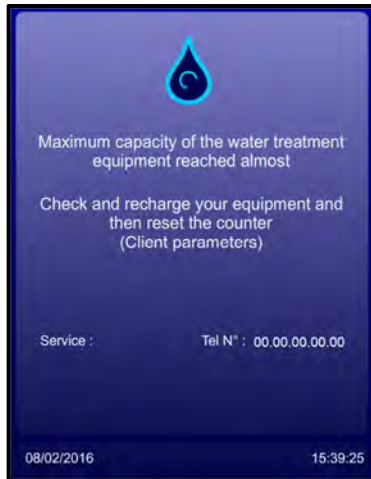 Maximum capacity of the water treatment
equipment reached almost
Check and recharge your equipment and
then reset the counter
(Client parameters)
Service : Tel N° : 00.00.00.00.00
08/02/2016 15:39:25